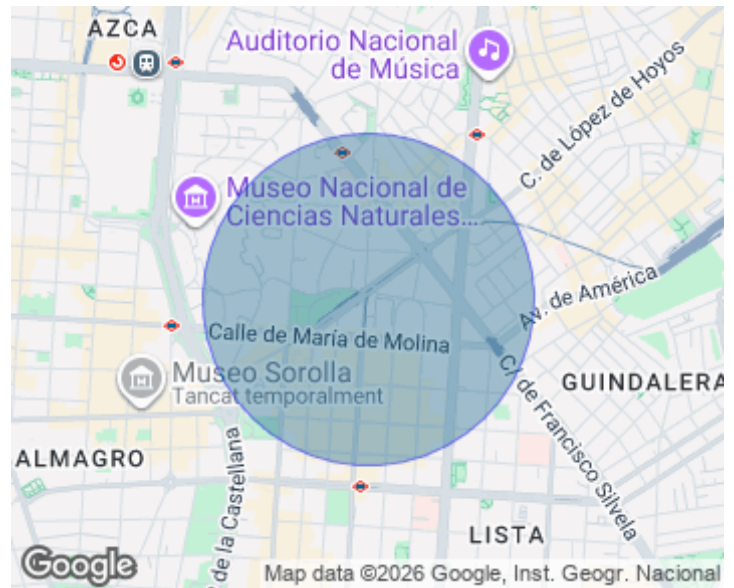 AZCA
Auditorio Nacional
de Música
C. de López de Hoyos
Museo Nacional de
Ciencias Naturales....
Av. de América
Calle de María de Molina
Museo Sorolla
Tancat temporalment
GUINDALERA
C/ de Francisco Silvela
ALMAGRO
de la Castellana
LISTA
Google
Map data ©2026 Google, Inst. Geogr. Nacional